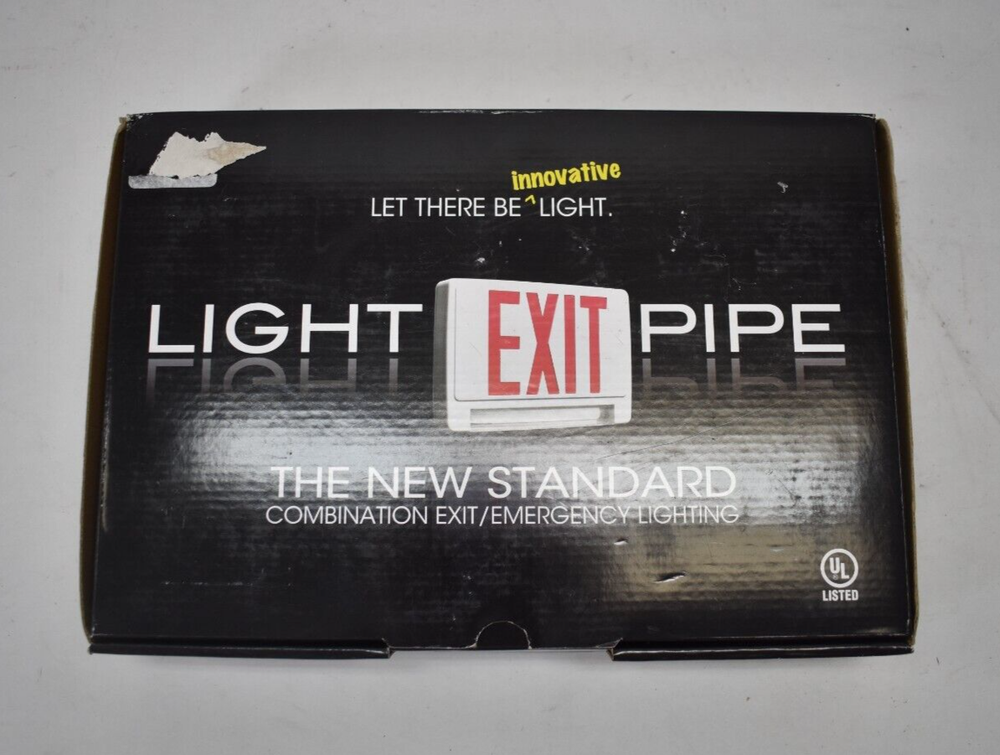 innovative
LET THERE BE ^ LIGHT.
LIGHT EXIT PIPE
THE NEW STANDARD
COMBINATION EXIT/EMERGENCY LIGHTING
UL
®
LISTED